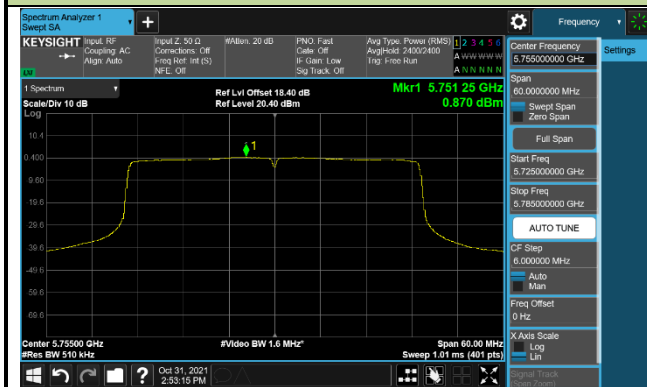 Spectrum Analyzer 1
Swept SA
Frequency
KEYSIGHT
Input: RF
Coupling: AC
Align: Auto
Input Z: 50 Ω
Corrections: Off
Freq Ref: Int (S)
NFE: Off
#Atten: 20 dB
PNO: Fast
Gate: Off
IF Gain: Low
Sig Track: Off
Avg Type: Power (RMS)
Avg|Hold: 2400/2400
Trig: Free Run
1 2 3 4 5 6
A WW WW W
A N N N N N
LU
1 Spectrum
Scale/Div 10 dB
Log
Ref Lvl Offset 18.40 dB
Ref Level 20.40 dBm
Mkr1 5.751 25 GHz
0.870 dBm
10.4
0.400
-9.60
-19.6
-29.6
-39.6
-49.6
-59.6
-69.6
1
Center 5.75500 GHz
#Res BW 510 kHz
#Video BW 1.6 MHz*
Span 60.00 MHz
Sweep 1.01 ms (401 pts)
Oct 31, 2021
2:53:15 PM
Center Frequency
5.755000000 GHz
Settings
Span
60.0000000 MHz
Swept Span
Zero Span
Full Span
Start Freq
5.725000000 GHz
Stop Freq
5.785000000 GHz
AUTO TUNE
CF Step
6.000000 MHz
Auto
Man
Freq Offset
0 Hz
X Axis Scale
Log
Lin
Signal Track
(Span Zoom)